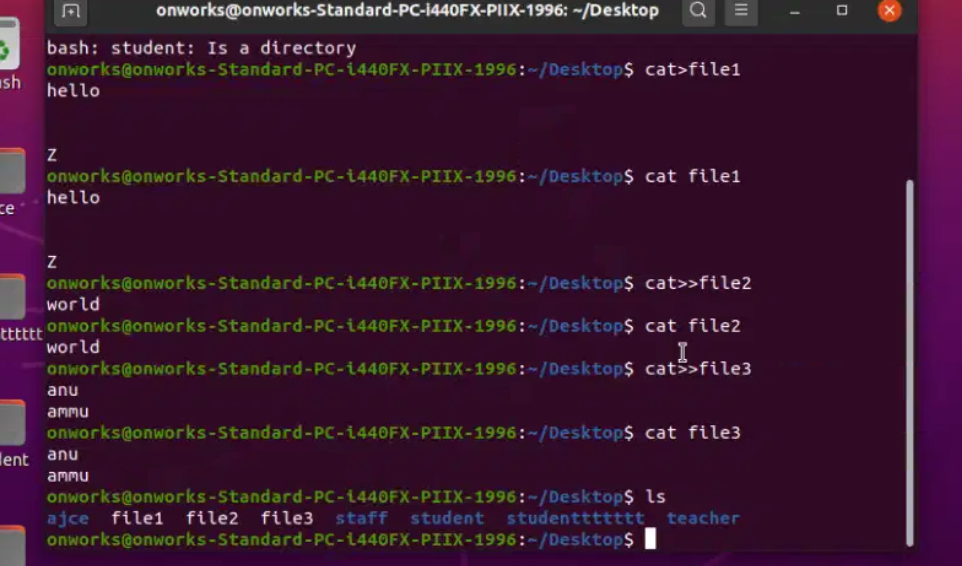 onworks@onworks-Standard-PC-i440FX-PIIX-1996: ~/Desktop
bash: student: Is a directory
onworks@onworks-Standard-PC-i440FX-PIIX-1996:~/Desktop$ cat>file1
hello
Z
onworks@onworks-Standard-PC-i440FX-PIIX-1996:~/Desktop$ cat file1
hello
Z
onworks@onworks-Standard-PC-i440FX-PIIX-1996:~/Desktop$ cat>>file2
world
onworks@onworks-Standard-PC-i440FX-PIIX-1996:~/Desktop$ cat file2
world
onworks@onworks-Standard-PC-i440FX-PIIX-1996:~/Desktop$ cat>>file3
anu
ammu
onworks@onworks-Standard-PC-i440FX-PIIX-1996:~/Desktop$ cat file3
anu
ammu
onworks@onworks-Standard-PC-i440FX-PIIX-1996:~/Desktop$ ls
ajce file1 file2 file3 staff student studenttttttt teacher
onworks@onworks-Standard-PC-i440FX-PIIX-1996:~/Desktop$